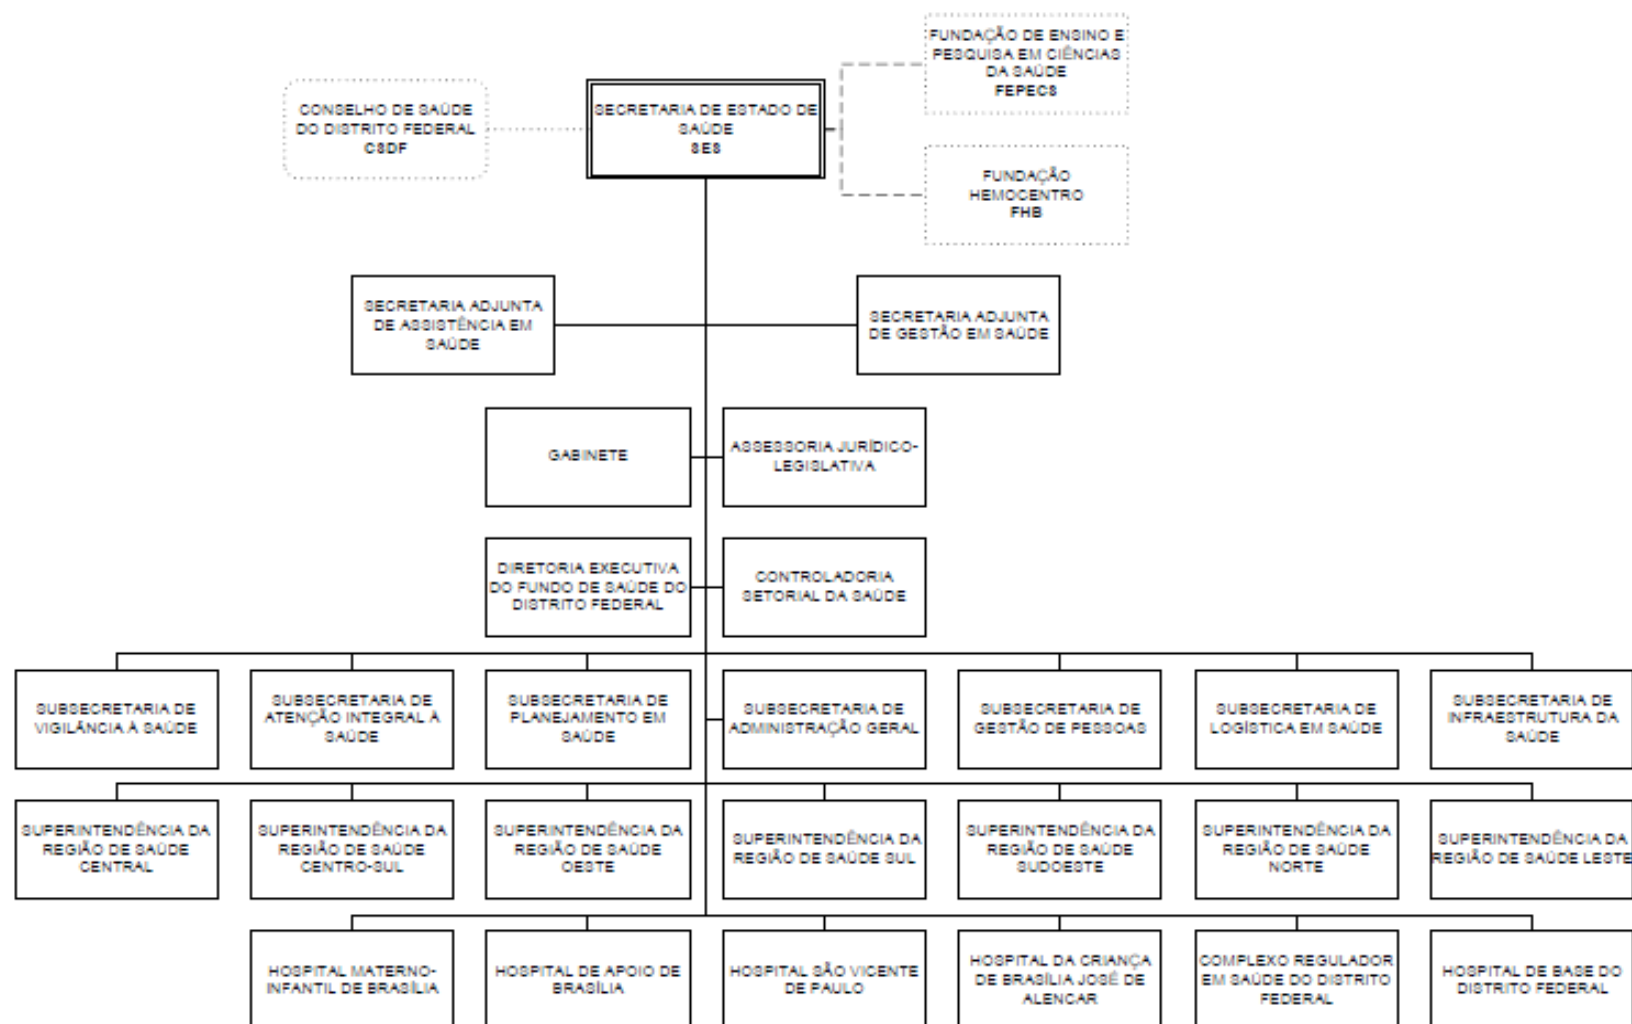 FUNDAÇÃO DE ENSINO E
PESQUISA EM CIÊNCIAS
DA SAÚDE
FEPECS
CONSELHO DE SAÚDE
DO DISTRITO FEDERAL
CSDF
SECRETARIA DE ESTADO DE
SAÚDE
SES
FUNDAÇÃO
HEMOCENTRO
FHB
SECRETARIA ADJUNTA
DE ASSISTÊNCIA EM
SAÚDE
SECRETARIA ADJUNTA
DE GESTÃO EM SAÚDE
GABINETE
ASSESSORIA JURÍDICO-
LEGISLATIVA
DIRETORIA EXECUTIVA
DO FUNDO DE SAÚDE DO
DISTRITO FEDERAL
CONTROLADORIA
SETORIAL DA SAÚDE
SUBSECRETARIA DE
VIGILÂNCIA À SAÚDE
SUBSECRETARIA DE
ATENÇÃO INTEGRAL À
SAÚDE
SUBSECRETARIA DE
PLANEJAMENTO EM
SAÚDE
SUBSECRETARIA DE
ADMINISTRAÇÃO GERAL
SUBSECRETARIA DE
GESTÃO DE PESSOAS
SUBSECRETARIA DE
LOGÍSTICA EM SAÚDE
SUBSECRETARIA DE
INFRAESTRUTURA DA
SAÚDE
SUPERINTENDÊNCIA DA
REGIÃO DE SAÚDE
CENTRAL
SUPERINTENDÊNCIA DA
REGIÃO DE SAÚDE
CENTRO-SUL
SUPERINTENDÊNCIA DA
REGIÃO DE SAÚDE
OESTE
SUPERINTENDÊNCIA DA
REGIÃO DE SAÚDE SUL
SUPERINTENDÊNCIA DA
REGIÃO DE SAÚDE
SUDOESTE
SUPERINTENDÊNCIA DA
REGIÃO DE SAÚDE
NORTE
SUPERINTENDÊNCIA DA
REGIÃO DE SAÚDE LESTE
HOSPITAL MATERNO-
INFANTIL DE BRASÍLIA
HOSPITAL DE APOIO DE
BRASÍLIA
HOSPITAL SÃO VICENTE
DE PAULO
HOSPITAL DA CRIANÇA
DE BRASÍLIA JOSÉ DE
ALENCAR
COMPLEXO REGULADOR
EM SAÚDE DO DISTRITO
FEDERAL
HOSPITAL DE BASE DO
DISTRITO FEDERAL